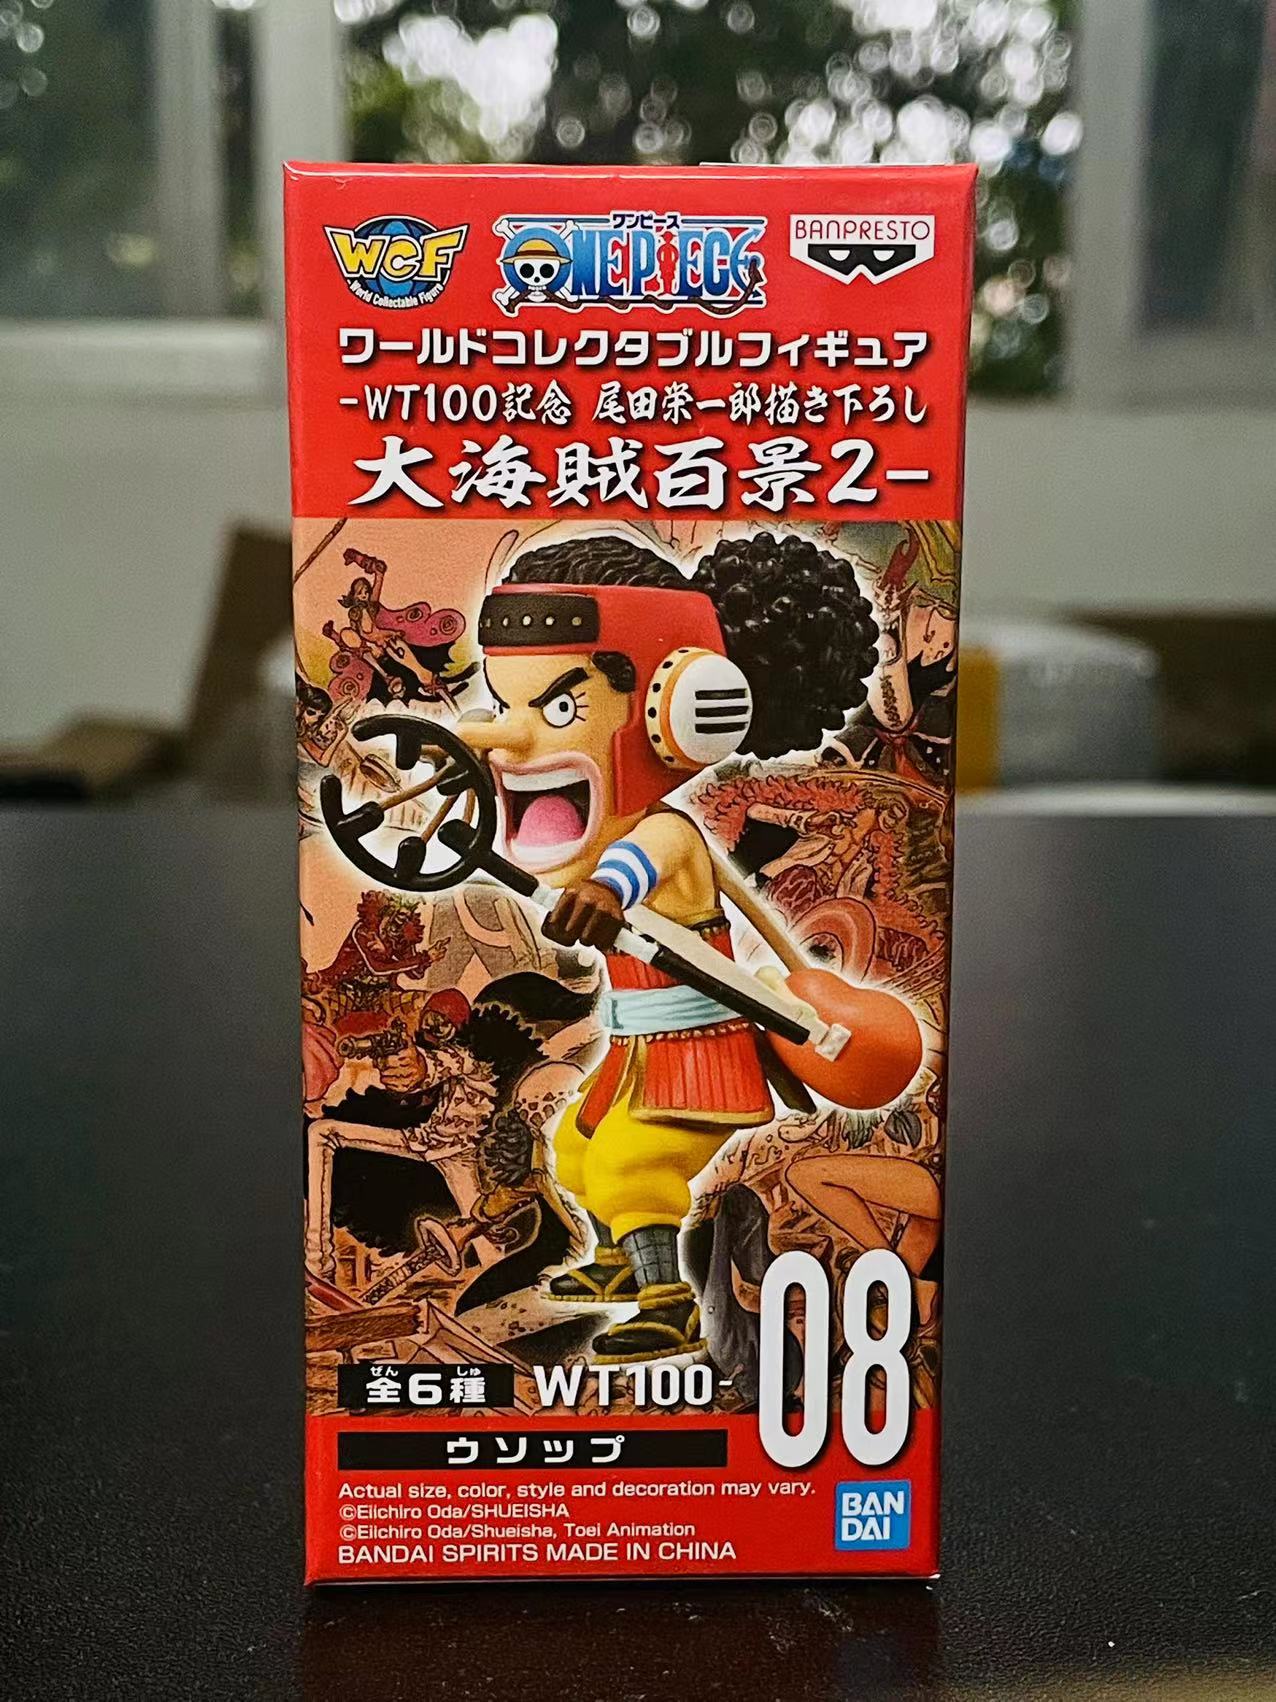 WCF
World Collectable Figure
ワンピース
ONE PIECE
BANPRESTO
ワールドコレクタブルフィギュア
-WT100記念 尾田栄一郎描き下ろし
大海賊百景2-
ぜん しゅ
全6種
WT100-08
ウソップ
Actual size, color, style and decoration may vary.
©Eiichiro Oda/SHUEISHA
©Eiichiro Oda/Shueisha, Toei Animation
BANDAI SPIRITS MADE IN CHINA
BAN
DAI